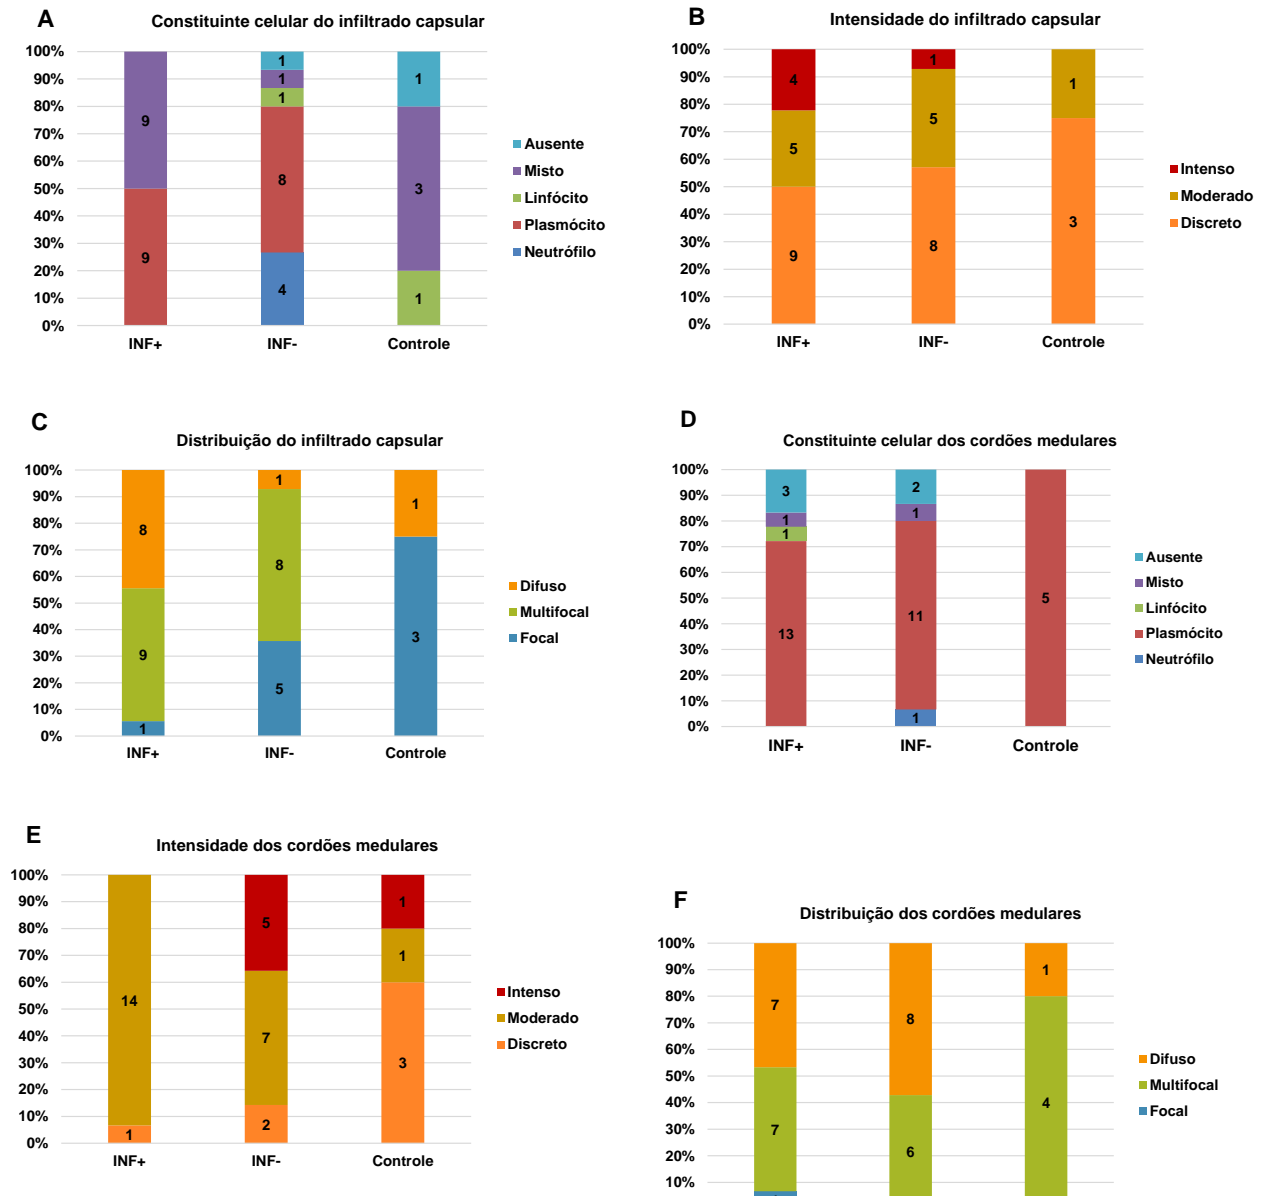 A
Constituinte celular do infiltrado capsular
100%
90%
80%
70%
60%
50%
40%
30%
20%
10%
0%
9
9
1
1
1
8
4
1
3
1
INF+ INF- Controle
Ausente
Misto
Linfócito
Plasmócito
Neutrófilo
B
Intensidade do infiltrado capsular
100%
90%
80%
70%
60%
50%
40%
30%
20%
10%
0%
4
5
9
1
5
8
1
3
INF+ INF- Controle
Intenso
Moderado
Discreto
C
Distribuição do infiltrado capsular
100%
90%
80%
70%
60%
50%
40%
30%
20%
10%
0%
8
9
1
1
8
5
1
3
INF+ INF- Controle
Difuso
Multifocal
Focal
D
Constituinte celular dos cordões medulares
100%
90%
80%
70%
60%
50%
40%
30%
20%
10%
0%
3
1
1
13
2
1
11
1
5
INF+ INF- Controle
Ausente
Misto
Linfócito
Plasmócito
Neutrófilo
E
Intensidade dos cordões medulares
100%
90%
80%
70%
60%
50%
40%
30%
20%
10%
0%
14
1
5
7
2
1
1
3
INF+ INF- Controle
Intenso
Moderado
Discreto
F
Distribuição dos cordões medulares
100%
90%
80%
70%
60%
50%
40%
30%
20%
10%
7
7
8
6
1
4
Difuso
Multifocal
Focal